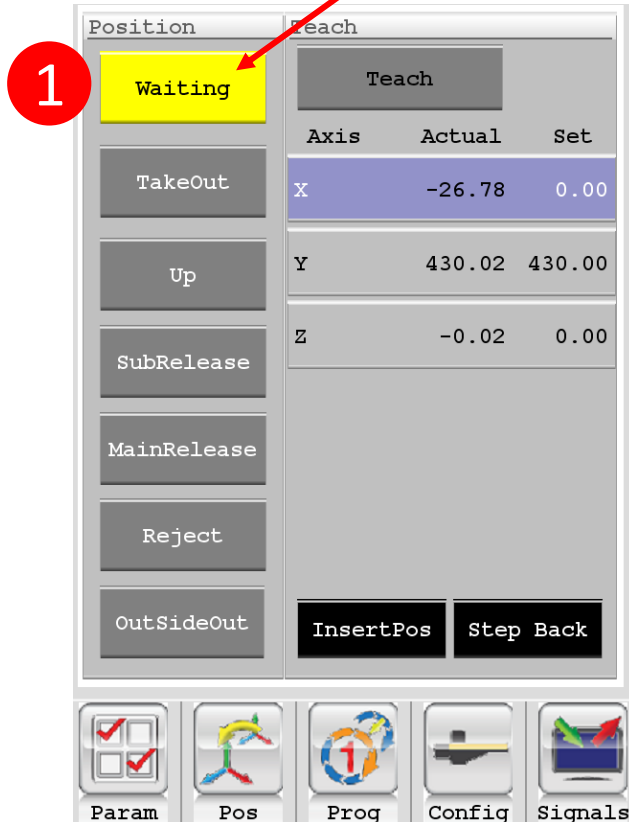 Position
Teach
1
Waiting
Teach
Axis Actual Set
TakeOut
X -26.78 0.00
Up
Y 430.02 430.00
SubRelease
Z -0.02 0.00
MainRelease
Reject
OutSideOut
InsertPos Step Back
1
Param Pos Prog Config Signals